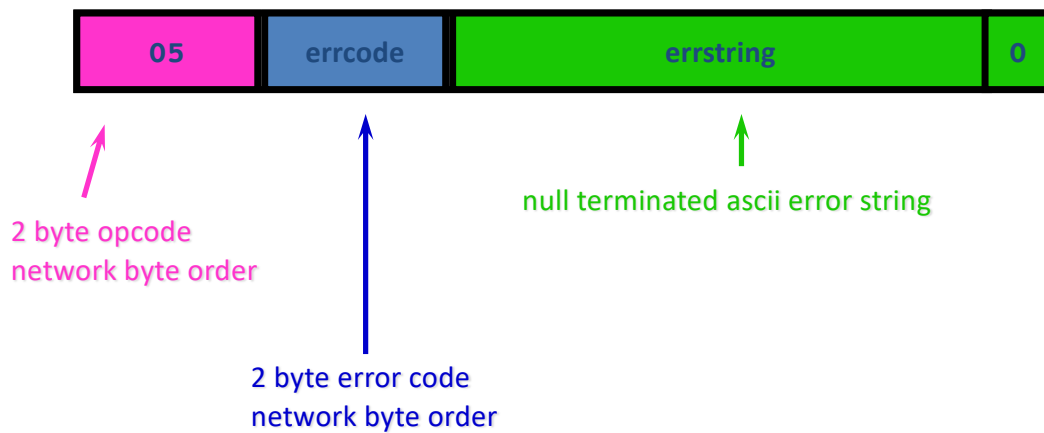 05 errcode errstring 0
null terminated ascii error string
2 byte opcode
network byte order
2 byte error code
network byte order